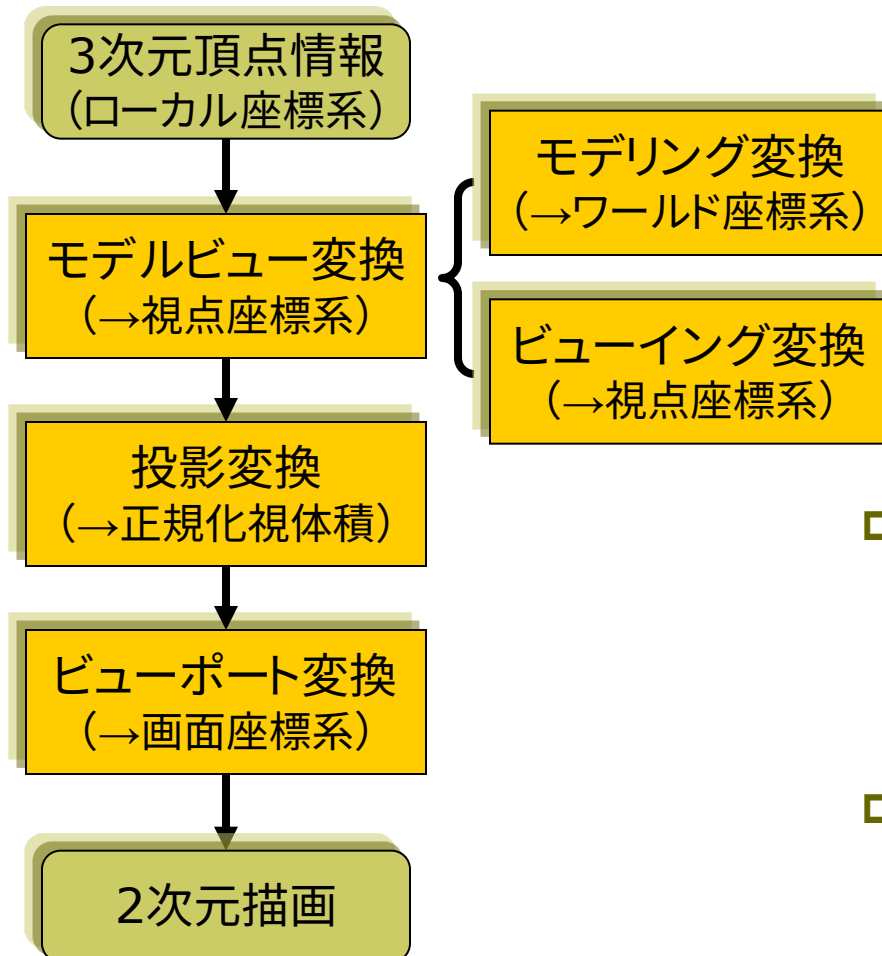 3次元頂点情報
（ローカル座標系）
モデルビュー変換
（→視点座標系）
モデリング変換
（→ワールド座標系）
ビューイング変換
（→視点座標系）
投影変換
（→正規化視体積）
ビューポート変換
（→画面座標系）
2次元描画